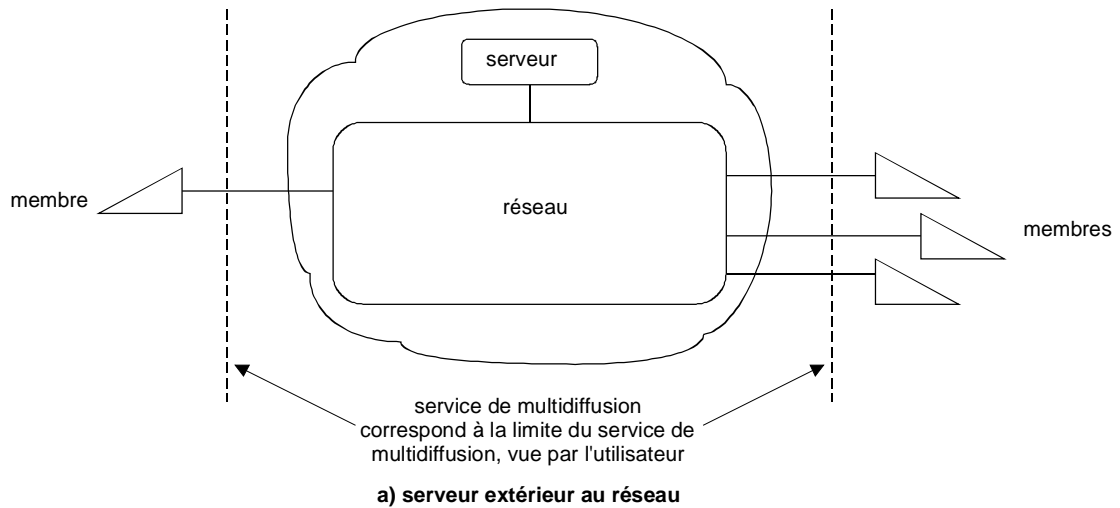 serveur
membre
réseau
membres
service de multidiffusion
correspond à la limite du service de
multidiffusion, vue par l'utilisateur
a) serveur extérieur au réseau